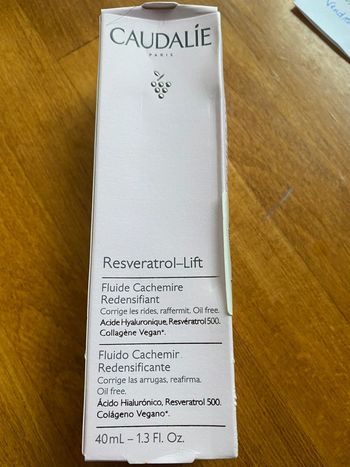 CAUDALÍE
PARIS
Resveratrol–Lift
Fluide Cachemire
Redensifiant
Corrige les rides, raffermit. Oil free.
Acide Hyaluronique, Resvératrol 500.
Collagène Vegan*.
Fluido Cachemir
Redensificante
Corrige las arrugas, reafirma.
Oil free.
Ácido Hialurónico, Resveratrol 500.
Colágeno Vegano*.
40 mL – 1.3 Fl. Oz.